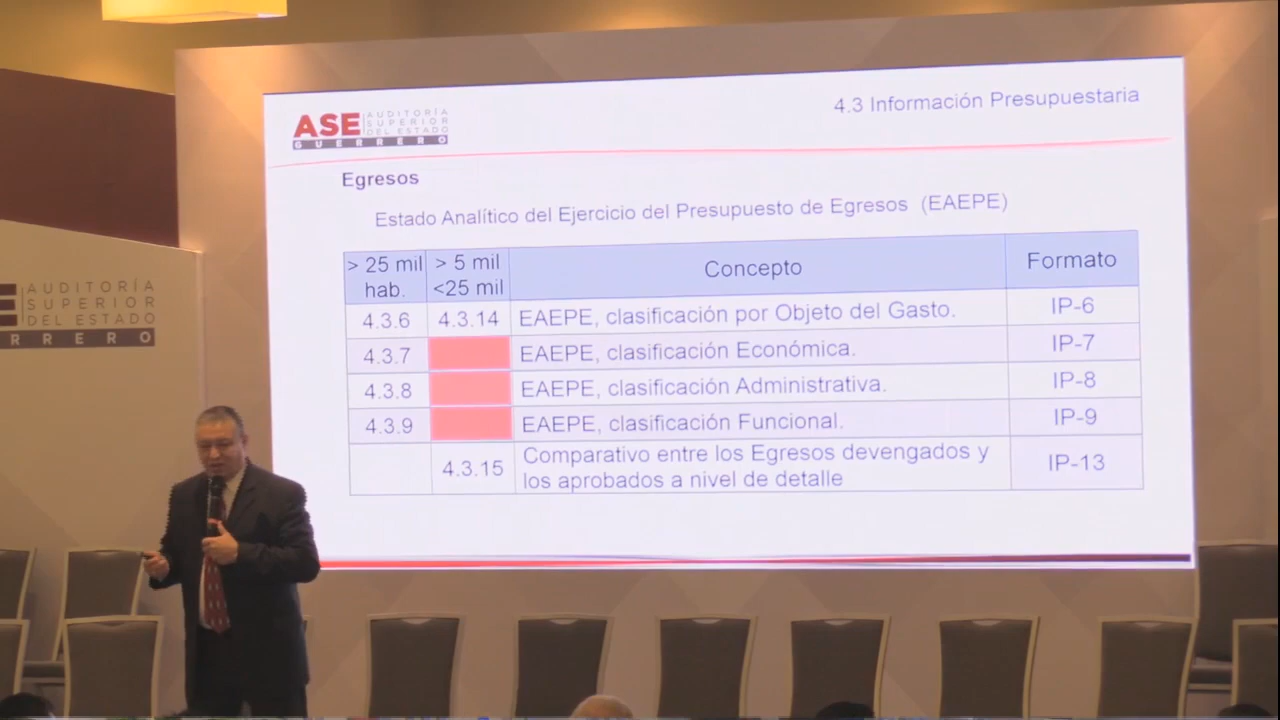 ASE AUDITORÍA
SUPERIOR
DEL ESTADO
GUERRERO
4.3 Información Presupuestaria
Egresos
Estado Analítico del Ejercicio del Presupuesto de Egresos (EAEPE)
> 25 mil hab. > 5 mil <25 mil Concepto Formato
4.3.6 4.3.14 EAEPE, clasificación por Objeto del Gasto. IP-6
4.3.7 EAEPE, clasificación Económica. IP-7
4.3.8 EAEPE, clasificación Administrativa. IP-8
4.3.9 EAEPE, clasificación Funcional. IP-9
4.3.15 Comparativo entre los Egresos devengados y
los aprobados a nivel de detalle IP-13
E AUDITORÍA
SUPERIOR
DEL ESTADO
RRERO